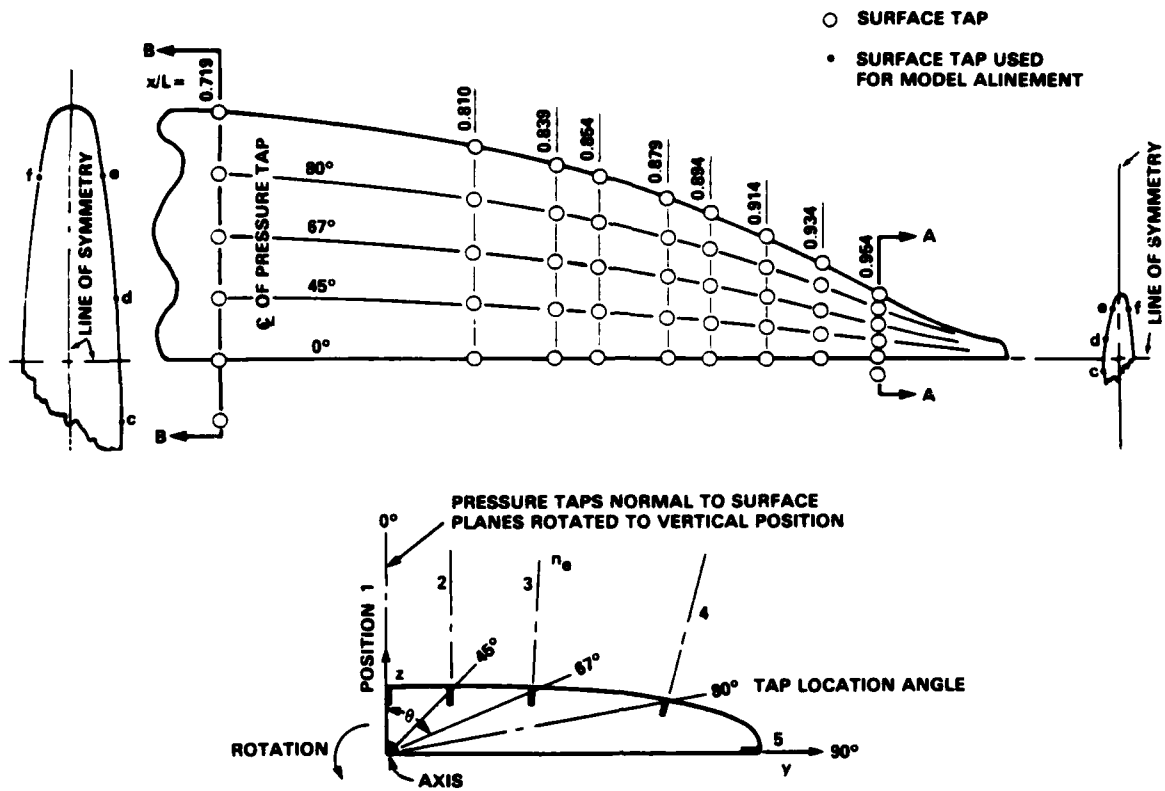 SURFACE TAP
SURFACE TAP USED
FOR MODEL ALINEMENT
B
x/L =
0.719
0.810
0.839
0.854
0.879
0.894
0.914
0.934
0.954
A
80°
67°
45°
0°
℄ OF PRESSURE TAP
LINE OF SYMMETRY
f
e
d
c
B
A
LINE OF SYMMETRY
e
f
d
c
PRESSURE TAPS NORMAL TO SURFACE
PLANES ROTATED TO VERTICAL POSITION
0°
POSITION 1
2
3
nₑ
4
45°
67°
80°
TAP LOCATION ANGLE
z
θ
ROTATION
AXIS
5
y
90°